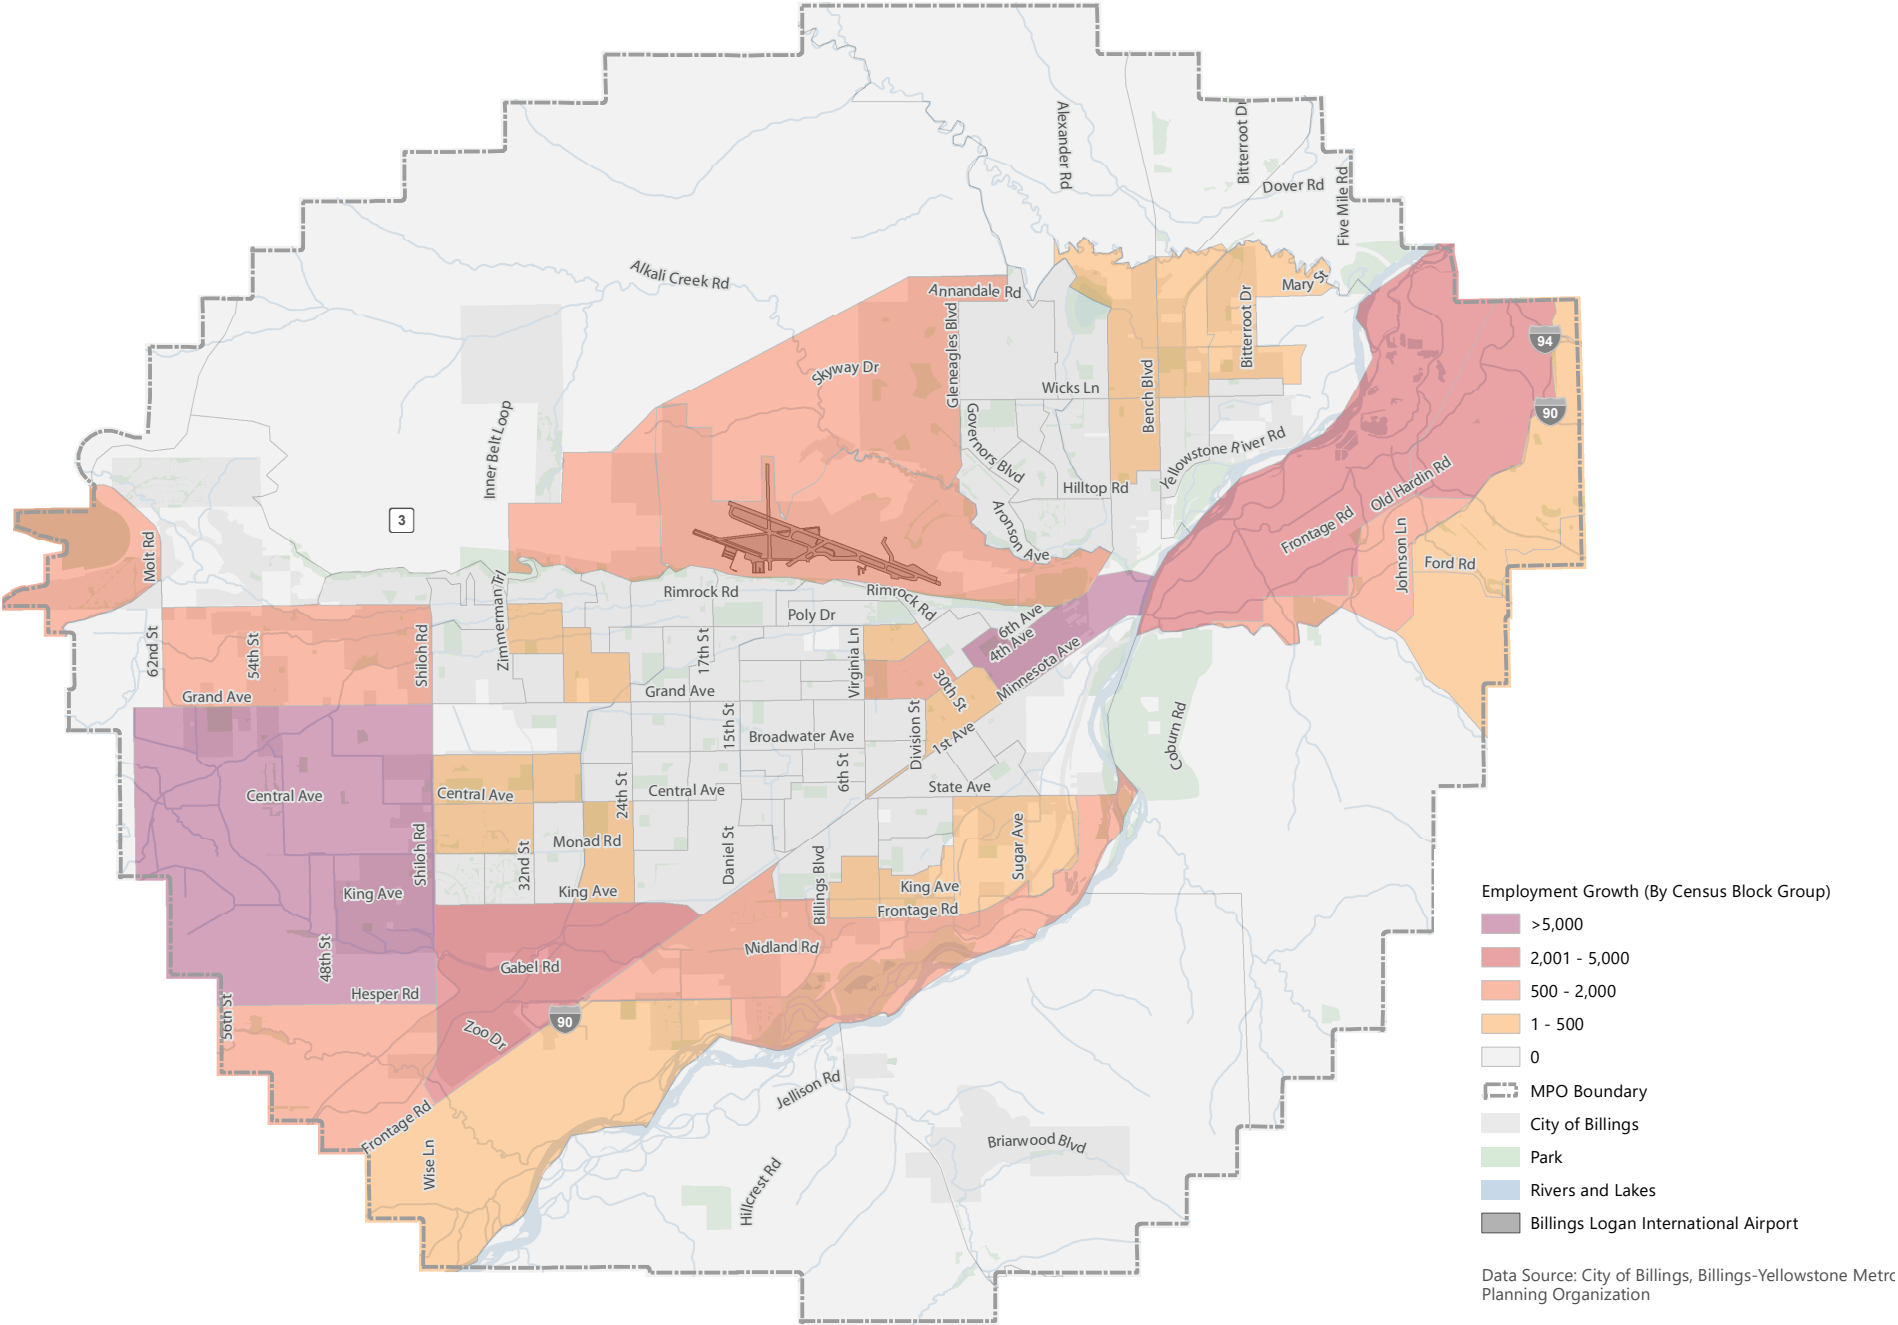 Alexander Rd
Bitterroot Dr
Dover Rd
Five Mile Rd
Alkali Creek Rd
Annandale Rd
Mary St
Skyway Dr
Gleneagles Blvd
Bitterroot Dr
94
Wicks Ln
Bench Blvd
90
Inner Belt Loop
Governors Blvd
Yellowstone River Rd
Hilltop Rd
Old Hardin Rd
3
Aronson Ave
Frontage Rd
Molt Rd
Johnson Ln
Ford Rd
Zimmerman Trl
Rimrock Rd
Rimrock Rd
Poly Dr
6th Ave
4th Ave
Minnesota Ave
62nd St
54th St
Shiloh Rd
17th St
Virginia Ln
Grand Ave
Grand Ave
30th St
15th St
Broadwater Ave
Division St
1st Ave
Coburn Rd
Central Ave
Central Ave
24th St
Central Ave
6th St
State Ave
Shiloh Rd
Monad Rd
32nd St
Daniel St
Billings Blvd
Sugar Ave
King Ave
King Ave
King Ave
Frontage Rd
48th St
Gabel Rd
Midland Rd
Hesper Rd
56th St
Zoo Dr
90
Frontage Rd
Wise Ln
Jellison Rd
Hillcrest Rd
Briarwood Blvd
Employment Growth (By Census Block Group)
>5,000
2,001 - 5,000
500 - 2,000
1 - 500
0
MPO Boundary
City of Billings
Park
Rivers and Lakes
Billings Logan International Airport
Data Source: City of Billings, Billings-Yellowstone Metro
Planning Organization